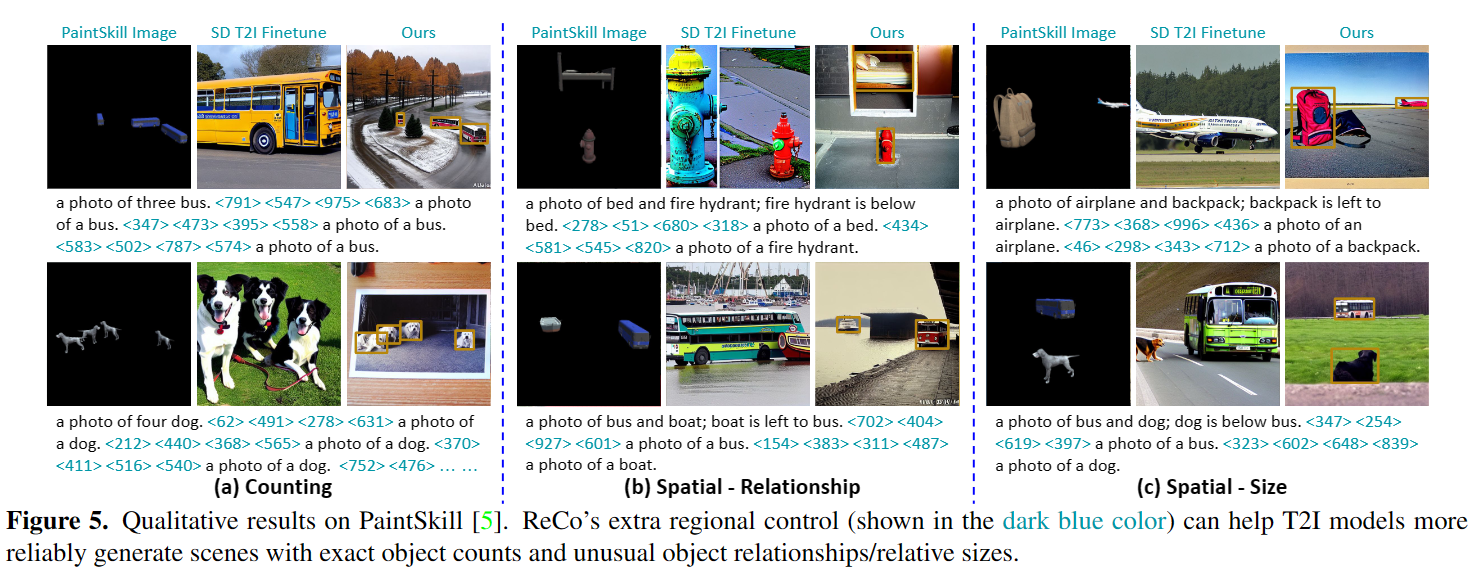 PaintSkill Image SD T2I Finetune Ours
a photo of three bus. <791> <547> <975> <683> a photo
of a bus. <347> <473> <395> <558> a photo of a bus.
<583> <502> <787> <574> a photo of a bus.
a photo of four dog. <62> <491> <278> <631> a photo of
a dog. <212> <440> <368> <565> a photo of a dog. <370>
<411> <516> <540> a photo of a dog. <752> <476> … …
(a) Counting
PaintSkill Image SD T2I Finetune Ours
a photo of bed and fire hydrant; fire hydrant is below
bed. <278> <51> <680> <318> a photo of a bed. <434>
<581> <545> <820> a photo of a fire hydrant.
a photo of bus and boat; boat is left to bus. <702> <404>
<927> <601> a photo of a bus. <154> <383> <311> <487>
a photo of a boat.
(b) Spatial - Relationship
PaintSkill Image SD T2I Finetune Ours
a photo of airplane and backpack; backpack is left to
airplane. <773> <368> <996> <436> a photo of an
airplane. <46> <298> <343> <712> a photo of a backpack.
a photo of bus and dog; dog is below bus. <347> <254>
<619> <397> a photo of a bus. <323> <602> <648> <839>
a photo of a dog.
(c) Spatial - Size
Figure 5. Qualitative results on PaintSkill [5]. ReCo's extra regional control (shown in the dark blue color) can help T2I models more
reliably generate scenes with exact object counts and unusual object relationships/relative sizes.